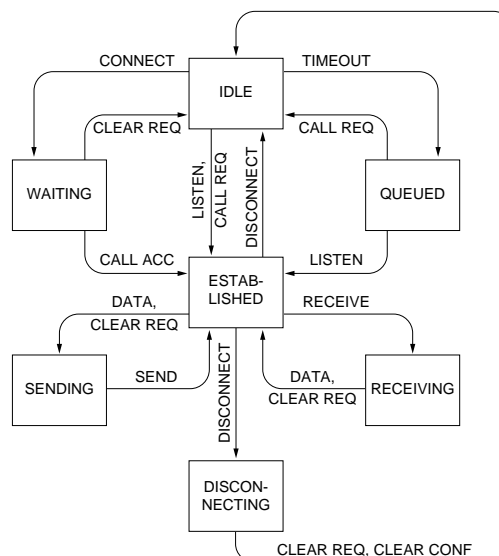 CONNECT
TIMEOUT
IDLE
CLEAR REQ
CALL REQ
LISTEN,
CALL REQ
DISCONNECT
WAITING
QUEUED
CALL ACC
LISTEN
ESTAB-
LISHED
DATA,
CLEAR REQ
RECEIVE
SENDING
SEND
DISCONNECT
DATA,
CLEAR REQ
RECEIVING
DISCON-
NECTING
CLEAR REQ, CLEAR CONF